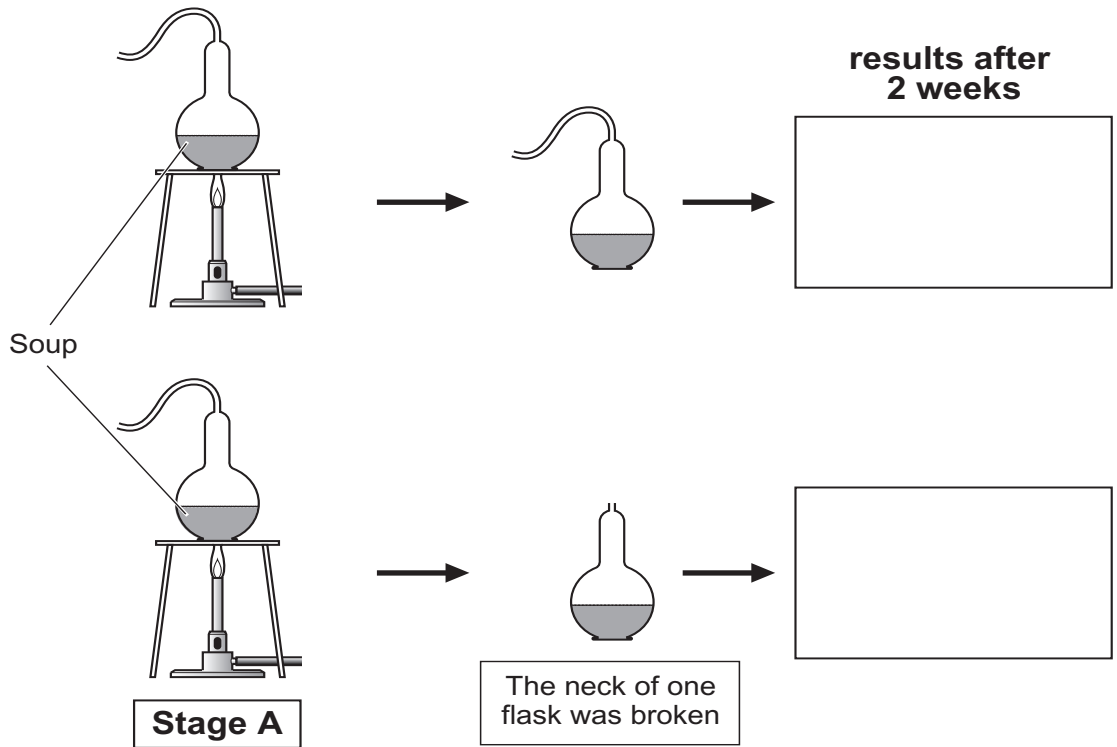 results after
2 weeks
Soup
The neck of one
flask was broken
Stage A